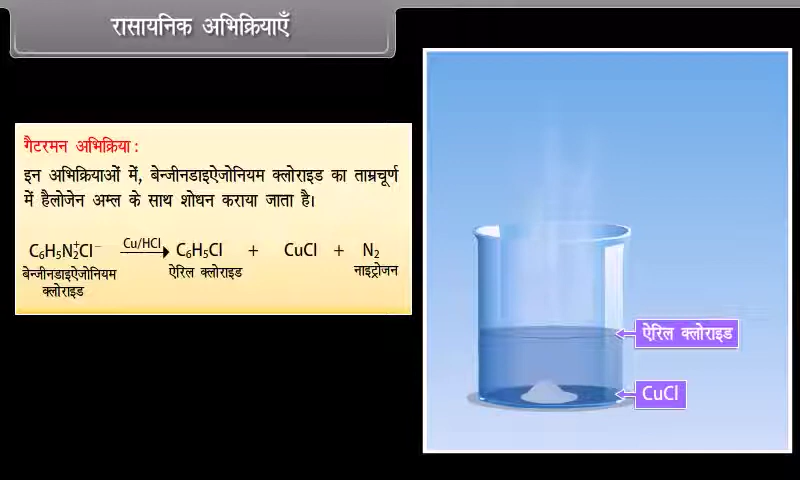 रासायनिक अभिक्रियाएँ
गैटरमन अभिक्रिया :
इन अभिक्रियाओं में, बेन्जीनडाइऐजोनियम क्लोराइड का ताम्रचूर्ण
में हैलोजेन अम्ल के साथ शोधन कराया जाता है।
C₆H₅N₂⁺Cl⁻ Cu/HCl C₆H₅Cl + CuCl + N₂
बेन्जीनडाइऐजोनियम ऐरिल क्लोराइड नाइट्रोजन
क्लोराइड
ऐरिल क्लोराइड
CuCl